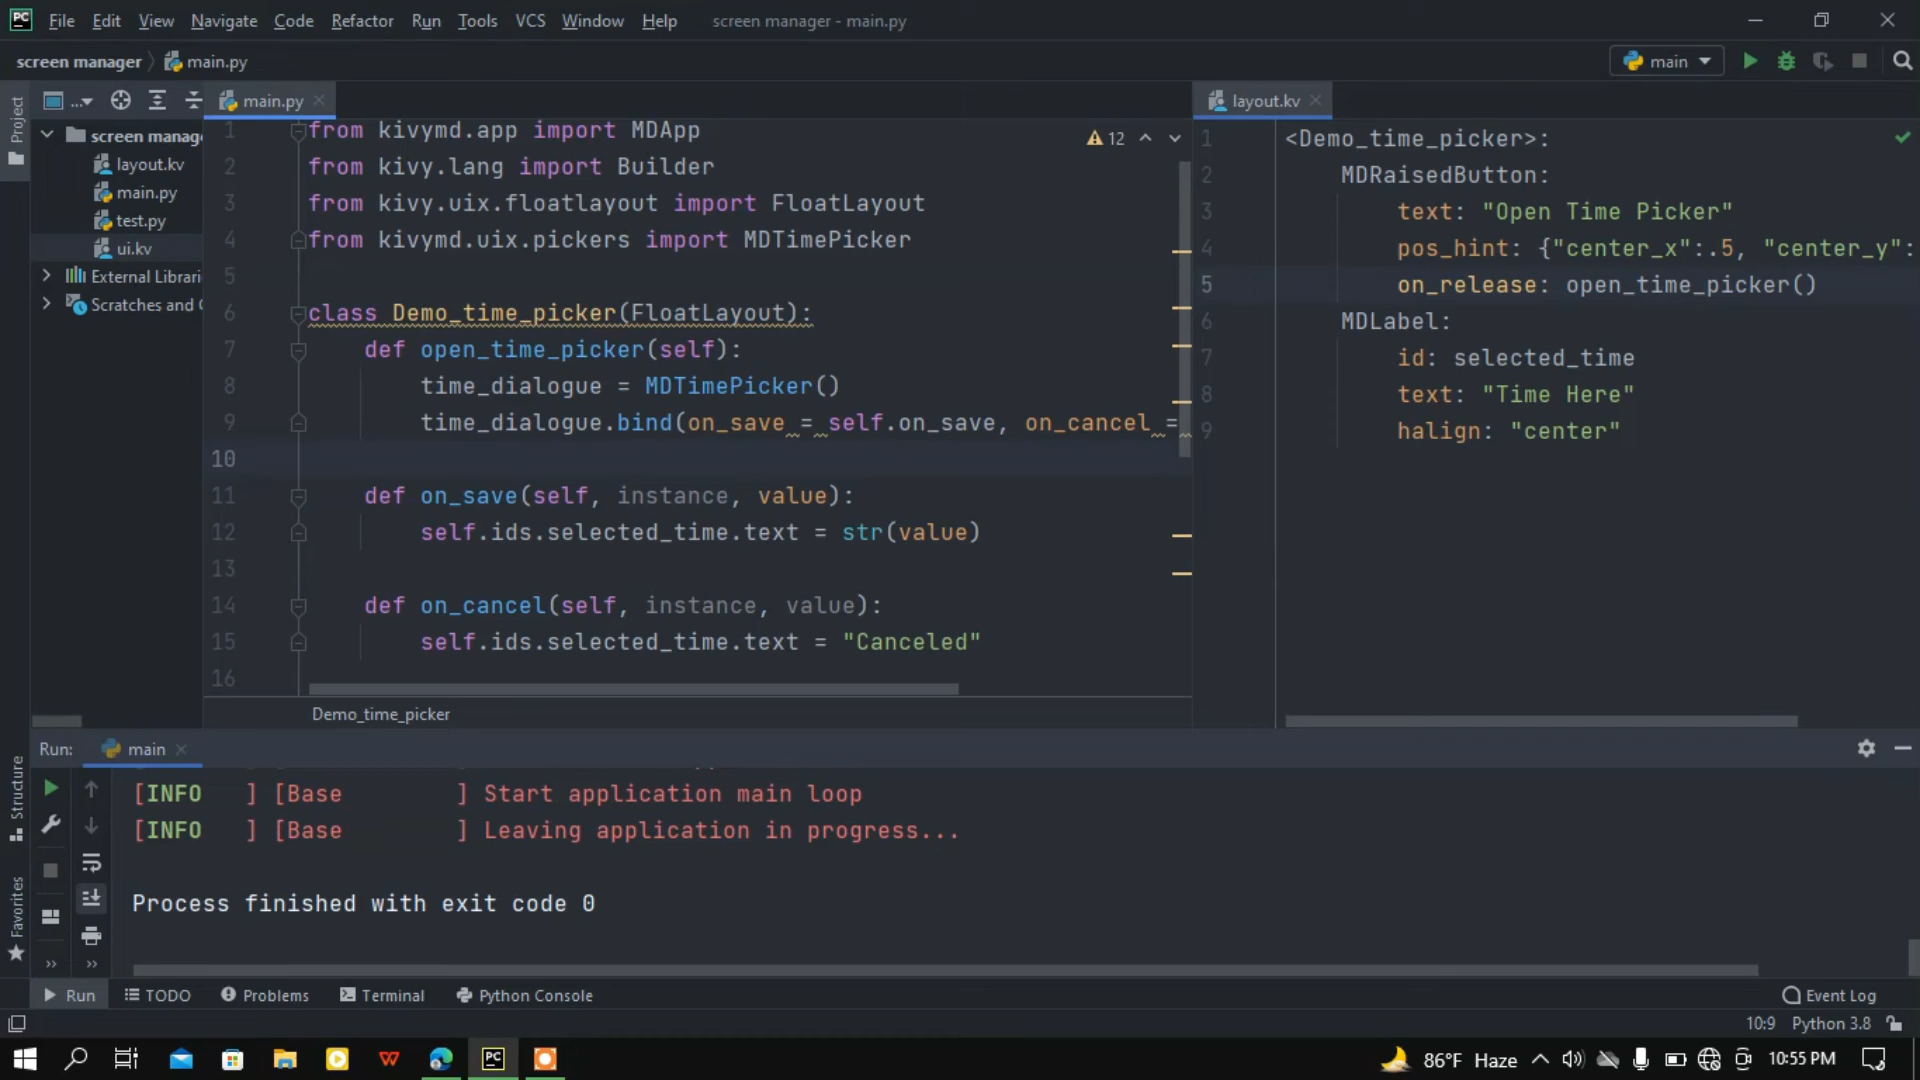 PC File Edit View Navigate Code Refactor Run Tools VCS Window Help screen manager - main.py
screen manager main.py main
Project ... main.py layout.kv
screen manag
layout.kv
main.py
test.py
ui.kv
External Librari
Scratches and
12
1 from kivymd.app import MDApp
2 from kivy.lang import Builder
3 from kivy.uix.floatlayout import FloatLayout
4 from kivymd.uix.pickers import MDTimePicker
5
6 class Demo_time_picker(FloatLayout):
7 def open_time_picker(self):
8 time_dialogue = MDTimePicker()
9 time_dialogue.bind(on_save = self.on_save, on_cancel =
10
11 def on_save(self, instance, value):
12 self.ids.selected_time.text = str(value)
13
14 def on_cancel(self, instance, value):
15 self.ids.selected_time.text = "Canceled"
16
Demo_time_picker
1 <Demo_time_picker>:
2 MDRaisedButton:
3 text: "Open Time Picker"
4 pos_hint: {"center_x":.5, "center_y":
5 on_release: open_time_picker()
6 MDLabel:
7 id: selected_time
8 text: "Time Here"
9 halign: "center"
Run: main
Structure
Favorites
[INFO ] [Base ] Start application main loop
[INFO ] [Base ] Leaving application in progress...
Process finished with exit code 0
Run TODO Problems Terminal Python Console Event Log
10:9 Python 3.8
PC 86°F Haze 10:55 PM